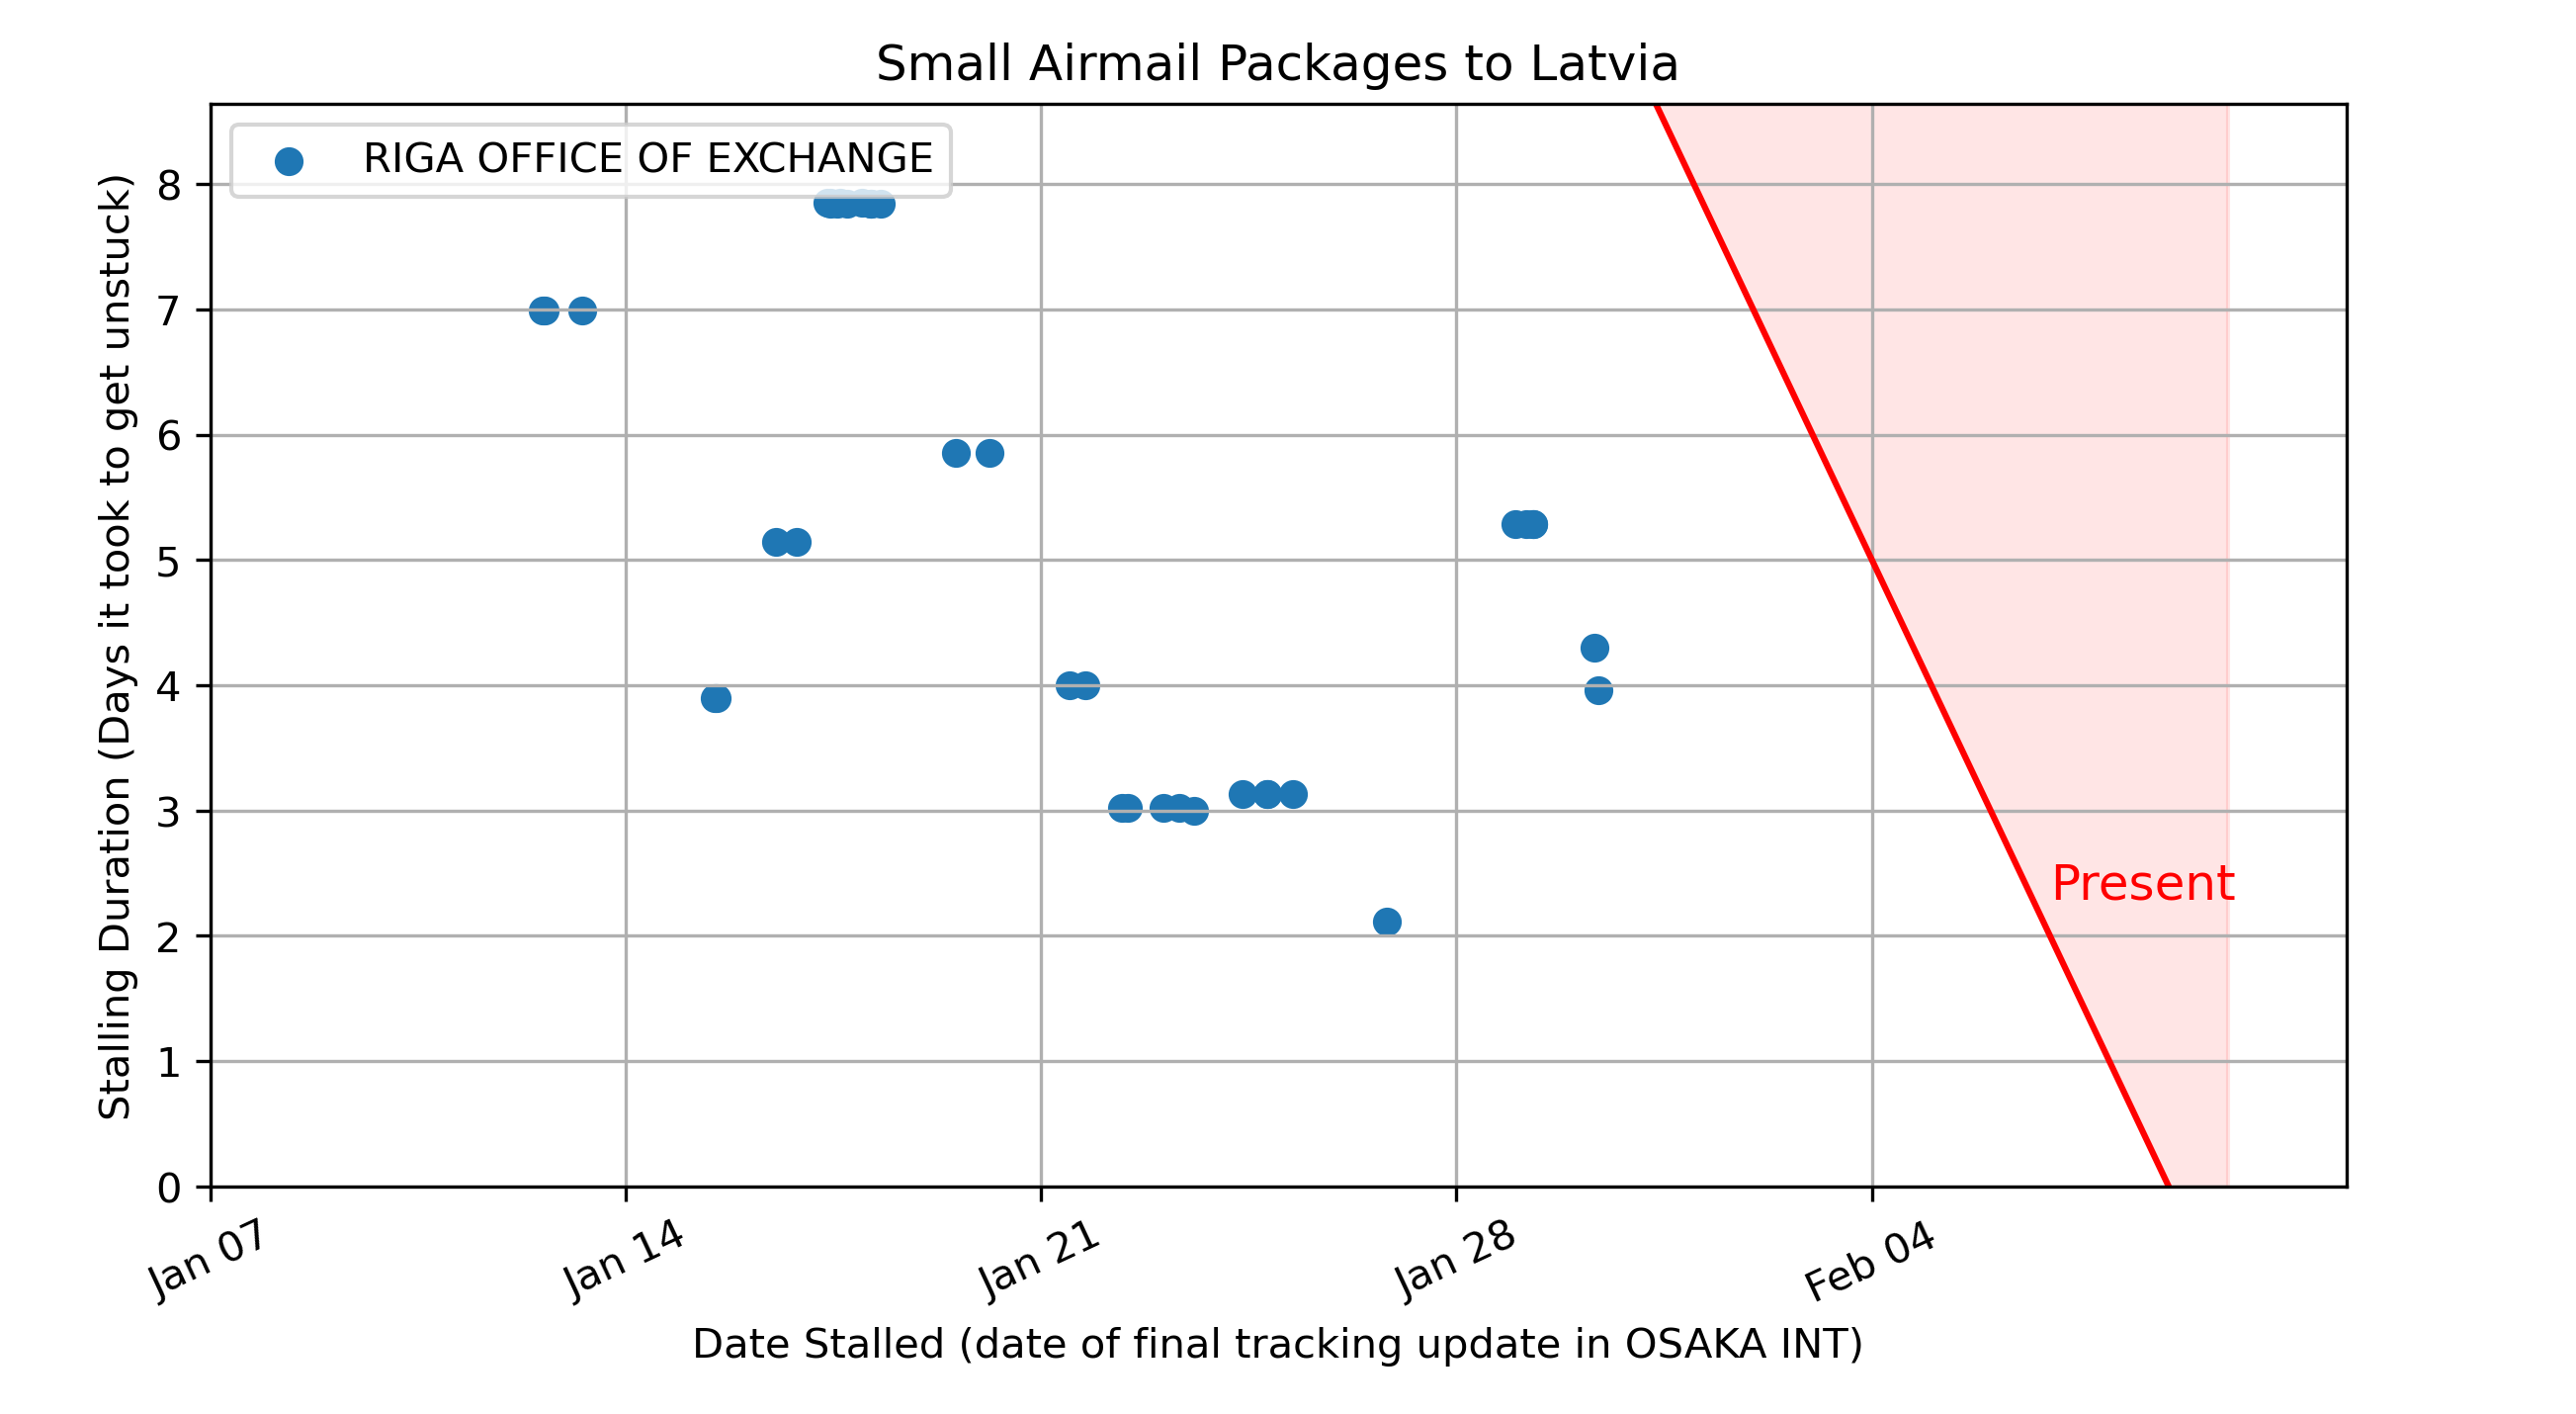 Small Airmail Packages to Latvia
RIGA OFFICE OF EXCHANGE
Stalling Duration (Days it took to get unstuck)
8
7
6
5
4
3
2
1
0
Present
Jan 07
Jan 14
Jan 21
Jan 28
Feb 04
Date Stalled (date of final tracking update in OSAKA INT)